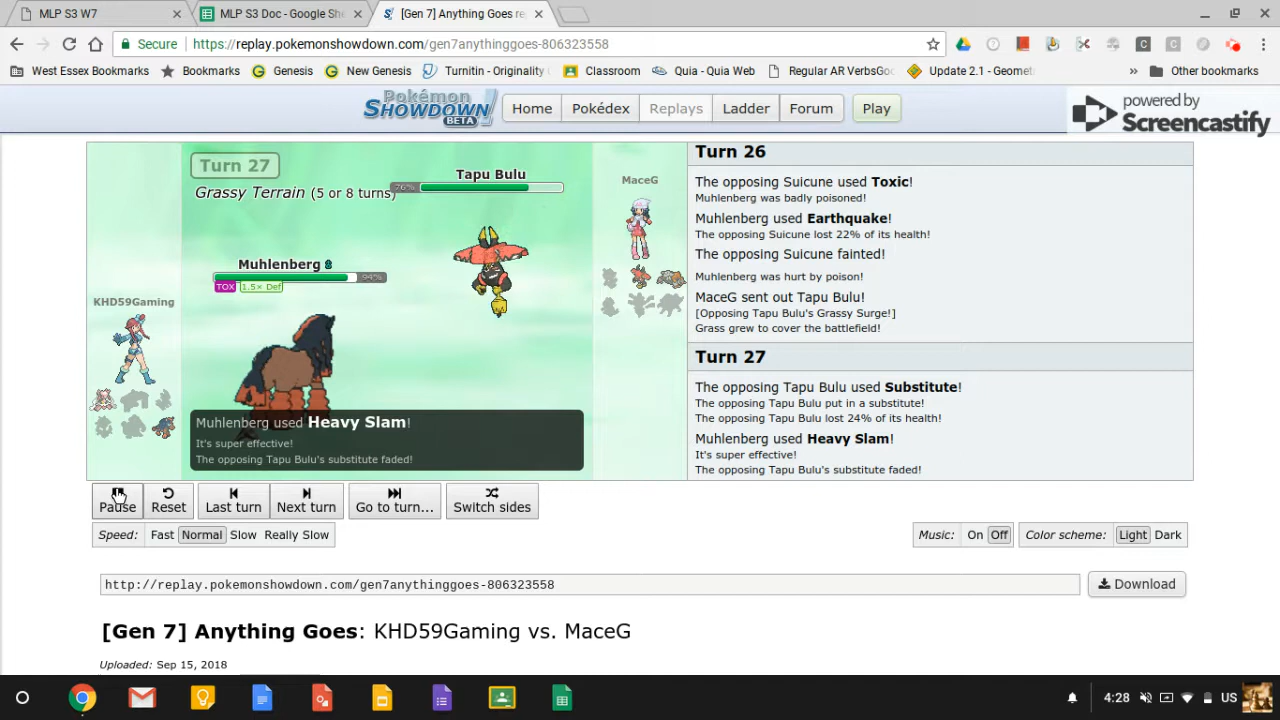 MLP S3 W7
MLP S3 Doc - Google She
[Gen 7] Anything Goes re
Secure
https://replay.pokemonshowdown.com/gen7anythinggoes-806323558
West Essex Bookmarks
Bookmarks
Genesis
New Genesis
Turnitin - Originality
Classroom
Quia - Quia Web
Regular AR VerbsGoo
Update 2.1 - Geomet
»
Other bookmarks
Pokémon
SHOWDOWN
BETA
Home
Pokédex
Replays
Ladder
Forum
Play
powered by
Screencastify
Turn 27
Grassy Terrain (5 or 8 turns)
Tapu Bulu
76%
Muhlenberg
94%
TOX
1.5× Def
KHD59Gaming
MaceG
Muhlenberg used Heavy Slam!
It's super effective!
The opposing Tapu Bulu's substitute faded!
Turn 26
The opposing Suicune used Toxic!
Muhlenberg was badly poisoned!
Muhlenberg used Earthquake!
The opposing Suicune lost 22% of its health!
The opposing Suicune fainted!
Muhlenberg was hurt by poison!
MaceG sent out Tapu Bulu!
[Opposing Tapu Bulu's Grassy Surge!]
Grass grew to cover the battlefield!
Turn 27
The opposing Tapu Bulu used Substitute!
The opposing Tapu Bulu put in a substitute!
The opposing Tapu Bulu lost 24% of its health!
Muhlenberg used Heavy Slam!
It's super effective!
The opposing Tapu Bulu's substitute faded!
Pause
Reset
Last turn
Next turn
Go to turn...
Switch sides
Speed: Fast Normal Slow Really Slow
Music: On Off
Color scheme: Light Dark
http://replay.pokemonshowdown.com/gen7anythinggoes-806323558
Download
[Gen 7] Anything Goes: KHD59Gaming vs. MaceG
Uploaded: Sep 15, 2018
4:28
US